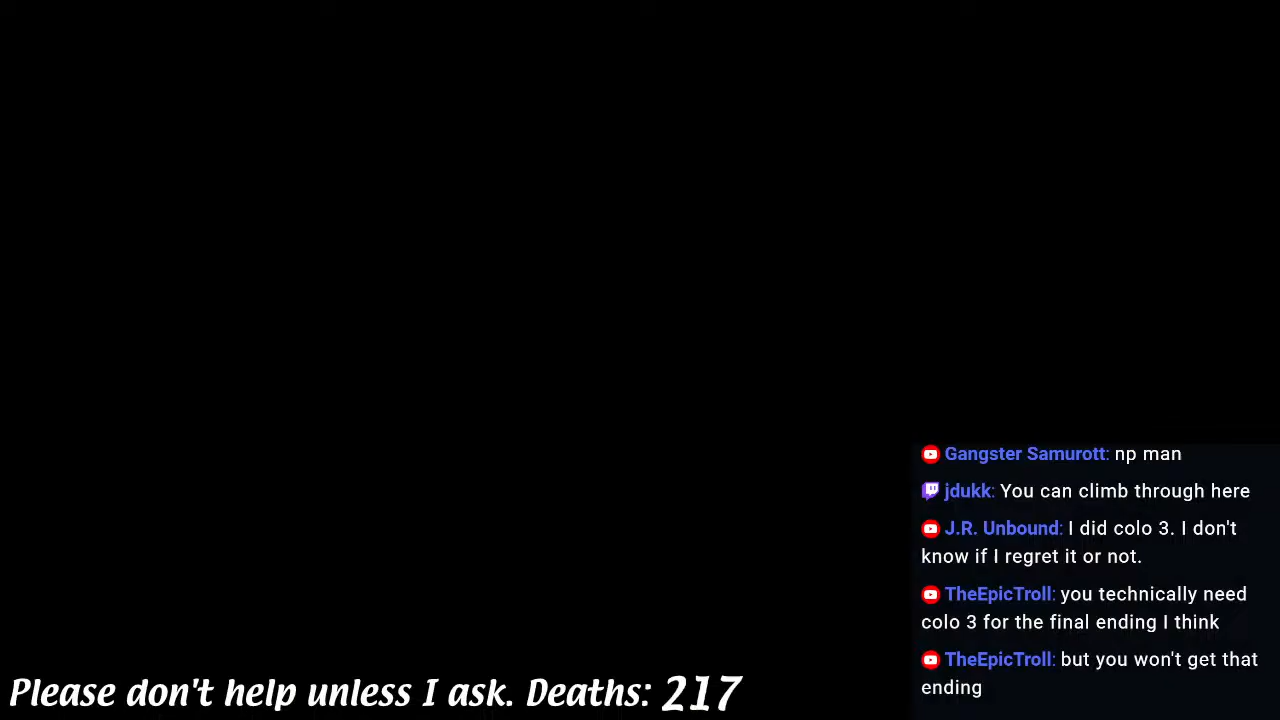 Gangster Samurott: np man
jdukk: You can climb through here
J.R. Unbound: I did colo 3. I don't
know if I regret it or not.
TheEpicTroll: you technically need
colo 3 for the final ending I think
TheEpicTroll: but you won't get that
ending
Please don't help unless I ask. Deaths: 217